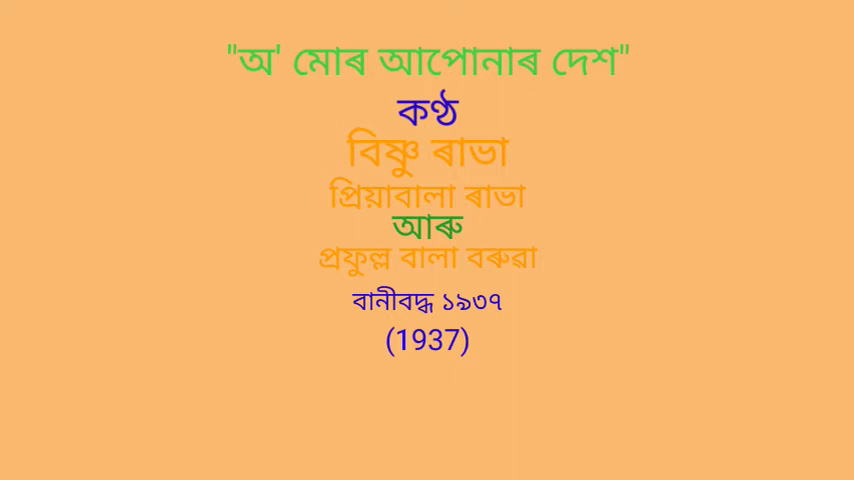 "অ' মোৰ আপোনাৰ দেশ"
কণ্ঠ
বিষ্ণু ৰাভা
প্ৰিয়াবালা ৰাভা
আৰু
প্ৰফুল্ল বালা বৰুৱা
বানীবদ্ধ ১৯৩৭
(1937)